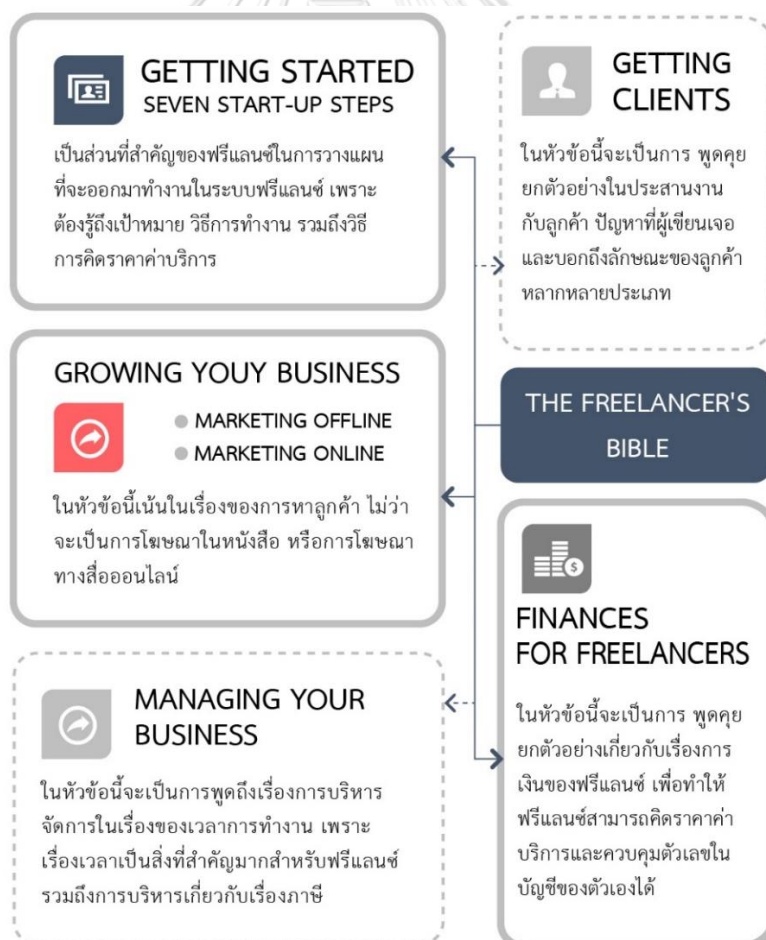 GETTING STARTED
SEVEN START-UP STEPS
เป็นส่วนที่สำคัญของฟรีแลนซ์ในการวางแผน
ที่จะออกมาทำงานในระบบฟรีแลนซ์ เพราะ
ต้องรู้ถึงเป้าหมาย วิธีการทำงาน รวมถึงวิธี
การคิดราคาค่าบริการ
GETTING
CLIENTS
ในหัวข้อนี้จะเป็นการ พูดคุย
ยกตัวอย่างในประสานงาน
กับลูกค้า ปัญหาที่ผู้เขียนเจอ
และบอกถึงลักษณะของลูกค้า
หลากหลายประเภท
GROWING YOUY BUSINESS
MARKETING OFFLINE
MARKETING ONLINE
ในหัวข้อนี้เน้นในเรื่องของการหาลูกค้า ไม่ว่า
จะเป็นการโฆษณาในหนังสือ หรือการโฆษณา
ทางสื่อออนไลน์
THE FREELANCER'S
BIBLE
FINANCES
FOR FREELANCERS
ในหัวข้อนี้จะเป็นการ พูดคุย
ยกตัวอย่างเกี่ยวกับเรื่องการ
เงินของฟรีแลนซ์ เพื่อทำให้
ฟรีแลนซ์สามารถคิดราคาค่า
บริการและควบคุมตัวเลขใน
บัญชีของตัวเองได้
MANAGING YOUR
BUSINESS
ในหัวข้อนี้จะเป็นการพูดถึงเรื่องการบริหาร
จัดการในเรื่องของเวลาการทำงาน เพราะ
เรื่องเวลาเป็นสิ่งที่สำคัญมากสำหรับฟรีแลนซ์
รวมถึงการบริหารเกี่ยวกับเรื่องภาษี